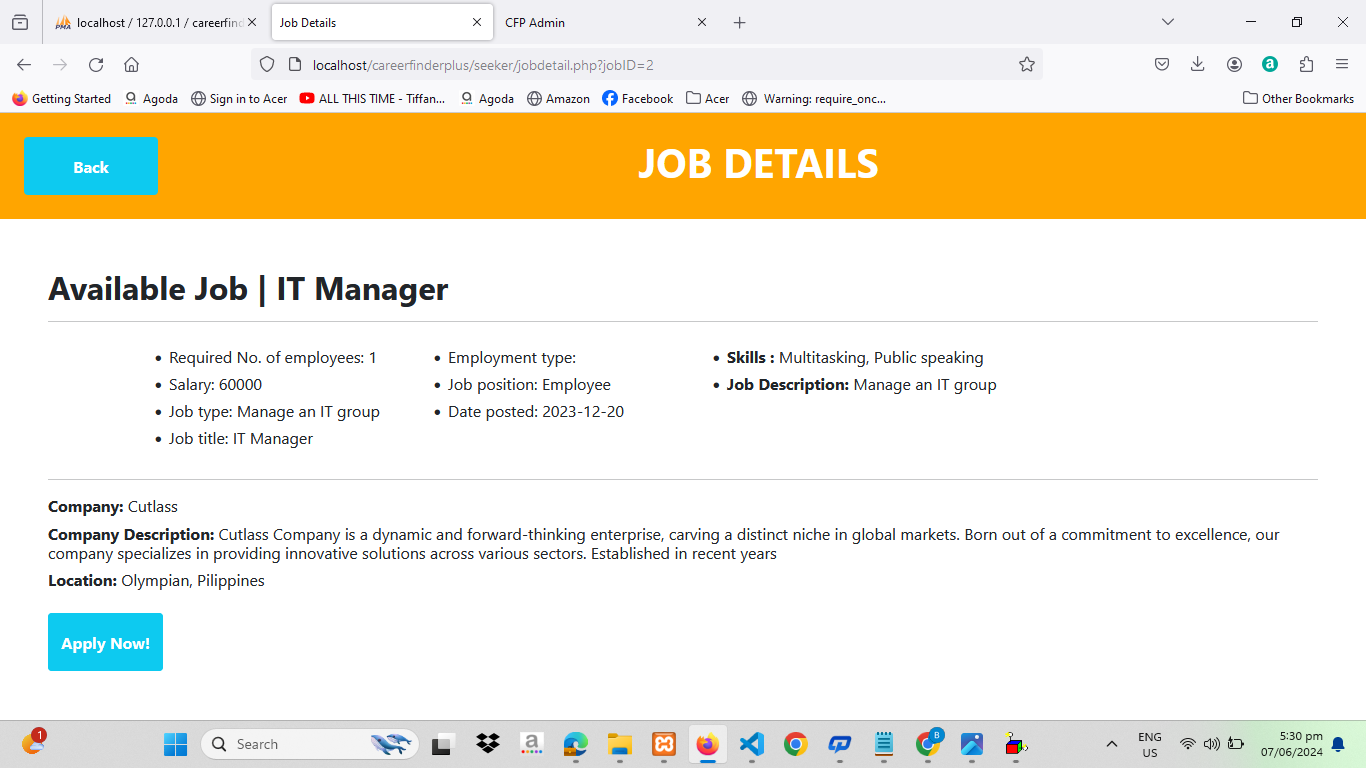 localhost / 127.0.0.1 / careerfind
Job Details
CFP Admin
localhost/careerfinderplus/seeker/jobdetail.php?jobID=2
Getting Started
Agoda
Sign in to Acer
ALL THIS TIME - Tiffan...
Agoda
Amazon
Facebook
Acer
Warning: require_onc...
Other Bookmarks
Back
JOB DETAILS
Available Job | IT Manager
Required No. of employees: 1
Salary: 60000
Job type: Manage an IT group
Job title: IT Manager
Employment type:
Job position: Employee
Date posted: 2023-12-20
Skills : Multitasking, Public speaking
Job Description: Manage an IT group
Company: Cutlass
Company Description: Cutlass Company is a dynamic and forward-thinking enterprise, carving a distinct niche in global markets. Born out of a commitment to excellence, our
company specializes in providing innovative solutions across various sectors. Established in recent years
Location: Olympian, Pilippines
Apply Now!
1
Search
B
ENG
US
5:30 pm
07/06/2024